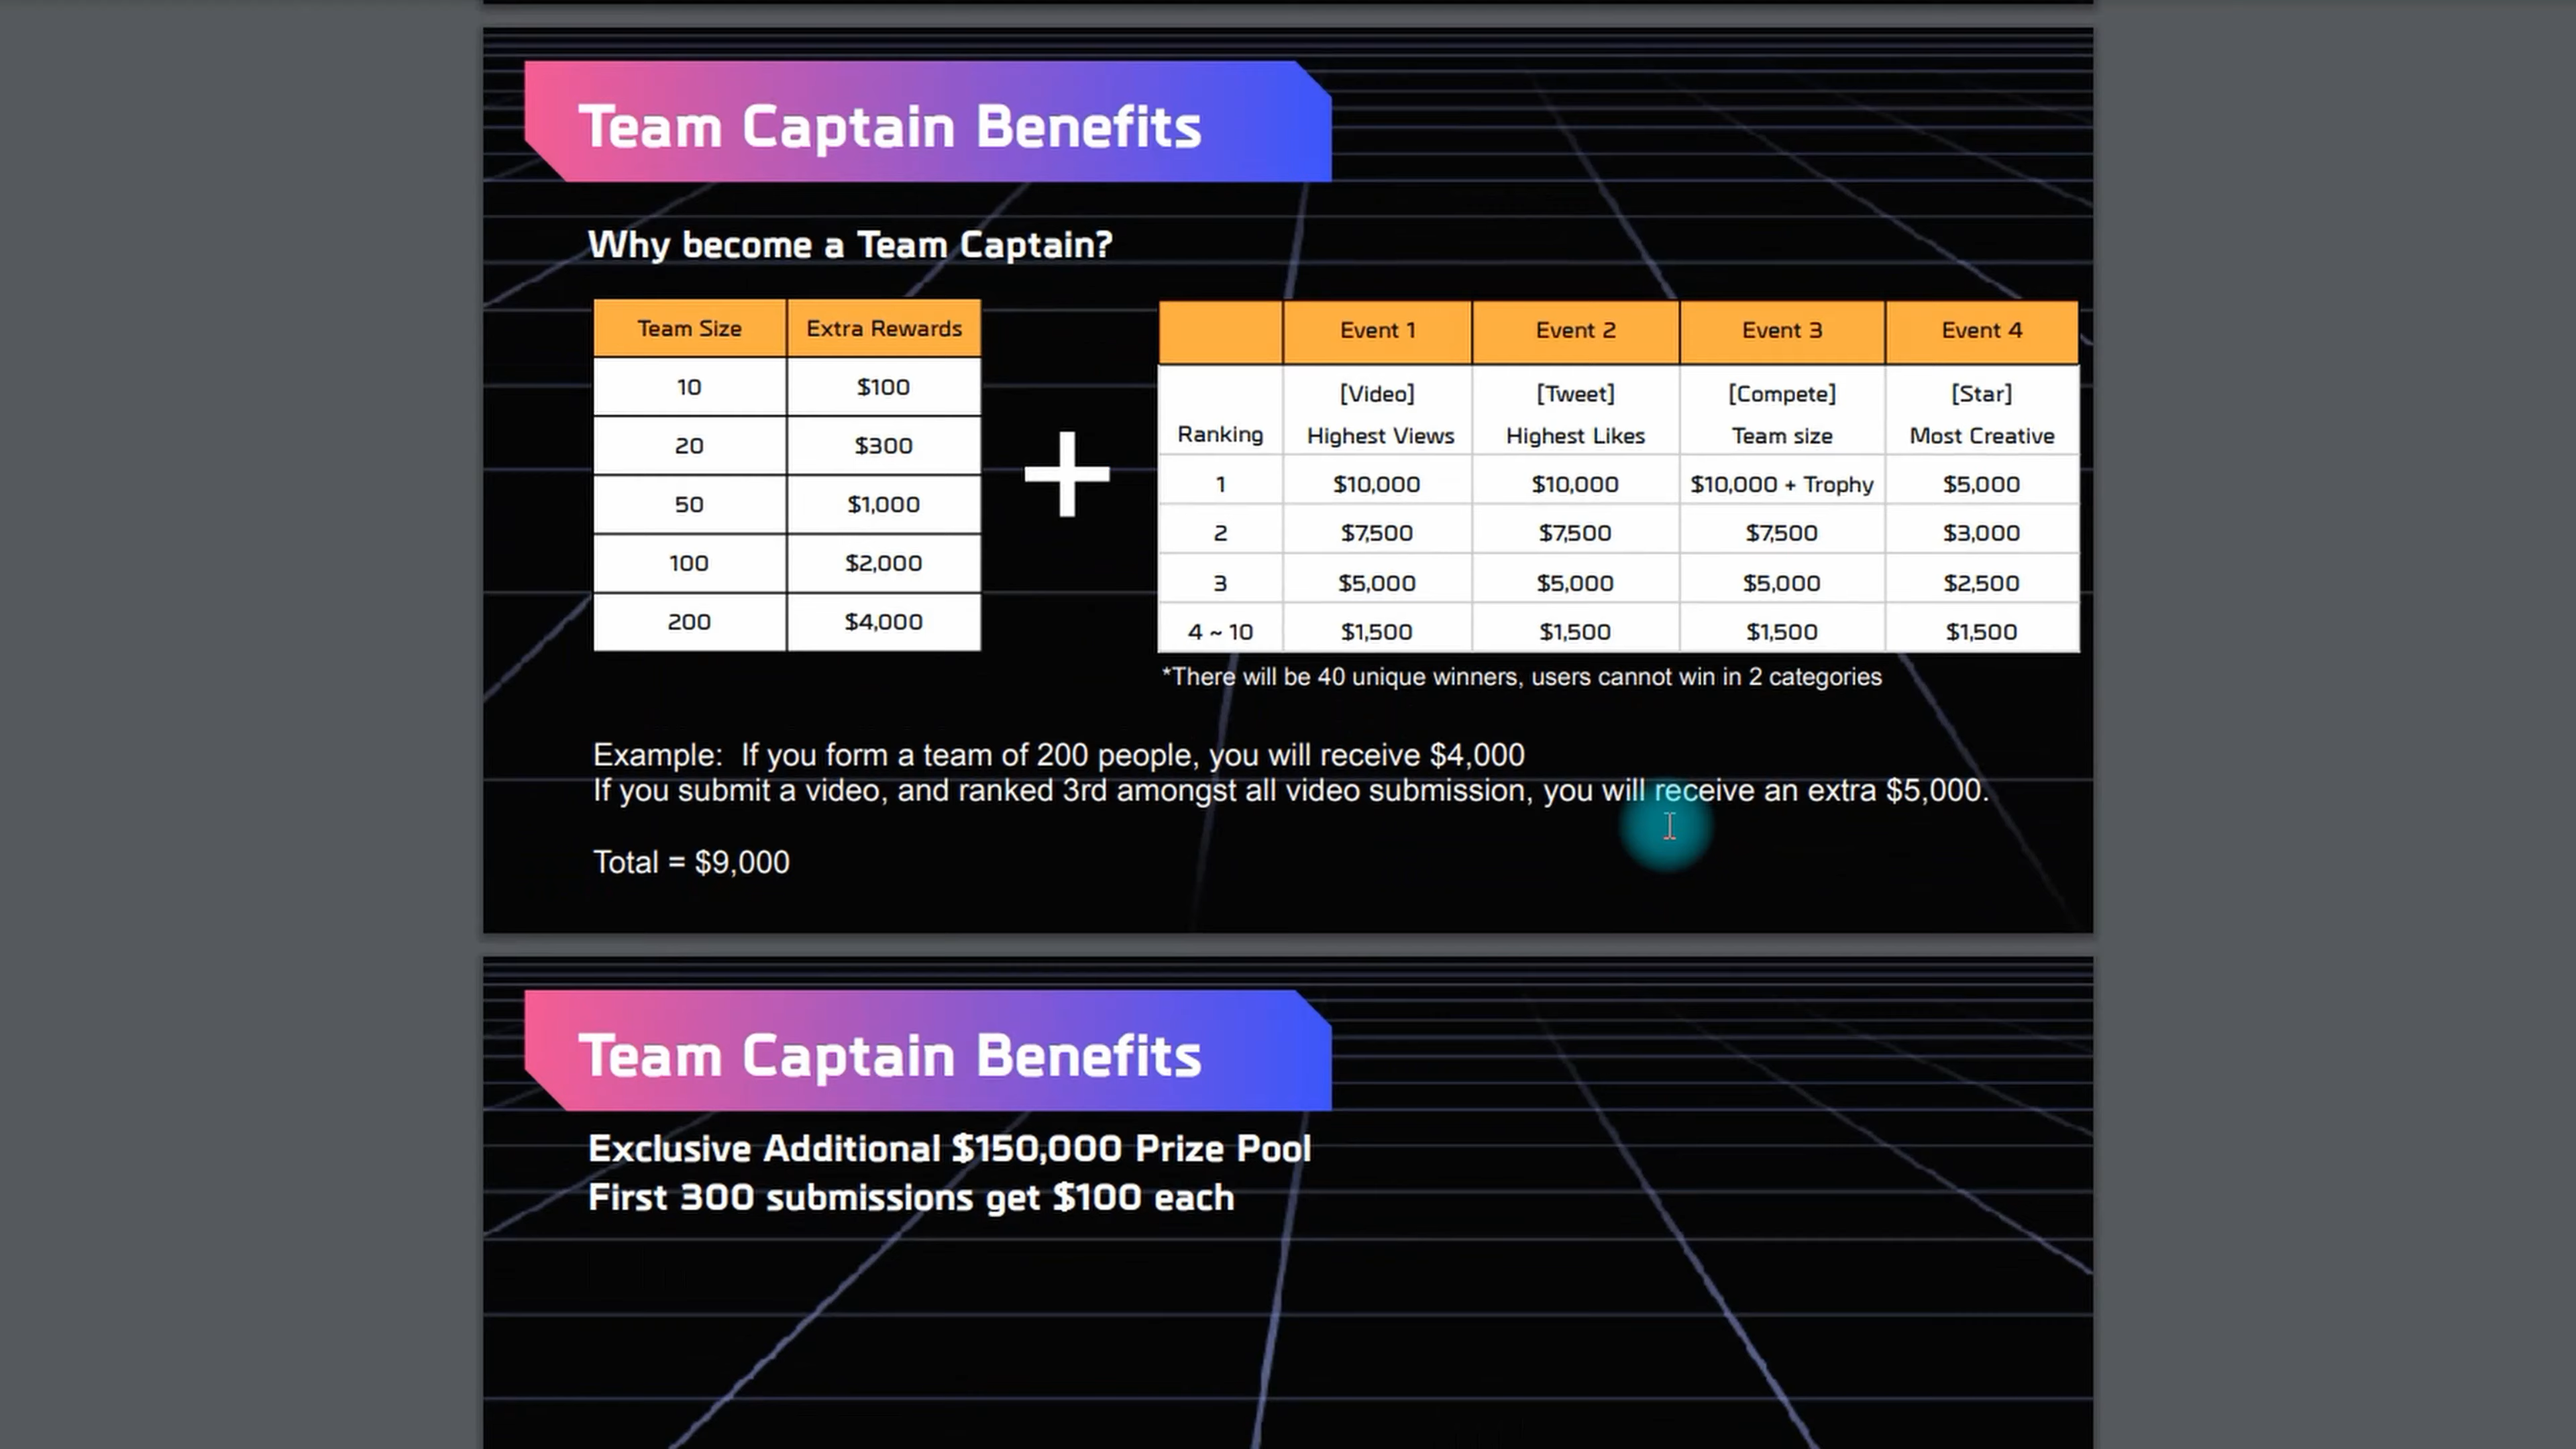 Team Captain Benefits
Why become a Team Captain?
Team Size Extra Rewards
10 $100
20 $300
50 $1,000
100 $2,000
200 $4,000
+
Event 1 Event 2 Event 3 Event 4
[Video] [Tweet] [Compete] [Star]
Ranking Highest Views Highest Likes Team size Most Creative
1 $10,000 $10,000 $10,000 + Trophy $5,000
2 $7,500 $7,500 $7,500 $3,000
3 $5,000 $5,000 $5,000 $2,500
4 ~ 10 $1,500 $1,500 $1,500 $1,500
*There will be 40 unique winners, users cannot win in 2 categories
Example: If you form a team of 200 people, you will receive $4,000
If you submit a video, and ranked 3rd amongst all video submission, you will receive an extra $5,000.
Total = $9,000
Team Captain Benefits
Exclusive Additional $150,000 Prize Pool
First 300 submissions get $100 each